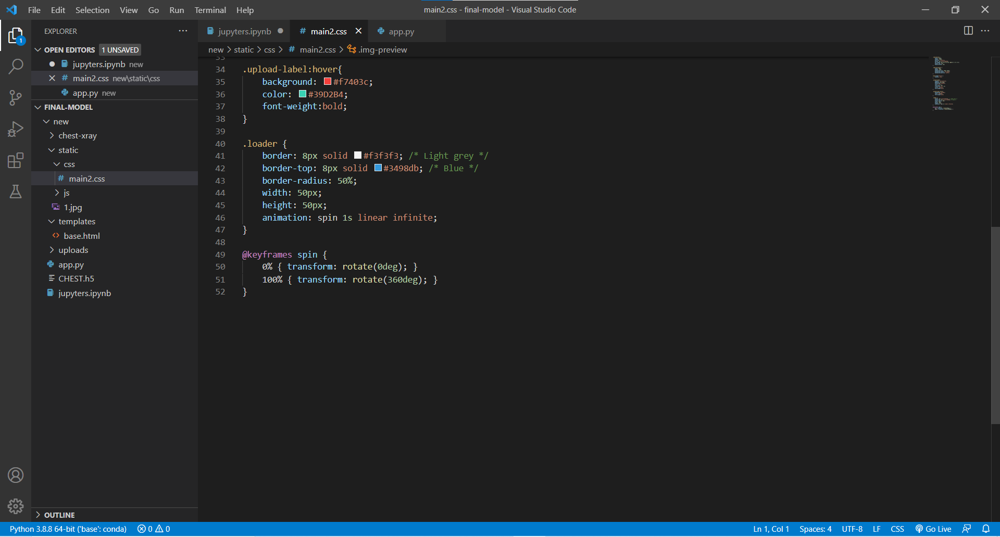 File Edit Selection View Go Run Terminal Help
main2.css - final-model - Visual Studio Code
EXPLORER
1
OPEN EDITORS 1 UNSAVED
jupyters.ipynb new
main2.css new\static\css
app.py new
FINAL-MODEL
new
chest-xray
static
css
main2.css
js
1.jpg
templates
base.html
uploads
app.py
CHEST.h5
jupyters.ipynb
OUTLINE
jupyters.ipynb main2.css app.py
new > static > css > # main2.css > .img-preview
33
34 .upload-label:hover{
35 background: #f7403c;
36 color: #39D2B4;
37 font-weight:bold;
38 }
39
40 .loader {
41 border: 8px solid #f3f3f3; /* Light grey */
42 border-top: 8px solid #3498db; /* Blue */
43 border-radius: 50%;
44 width: 50px;
45 height: 50px;
46 animation: spin 1s linear infinite;
47 }
48
49 @keyframes spin {
50 0% { transform: rotate(0deg); }
51 100% { transform: rotate(360deg); }
52 }
Python 3.8.8 64-bit ('base': conda) 0 0 Ln 1, Col 1 Spaces: 4 UTF-8 LF CSS Go Live